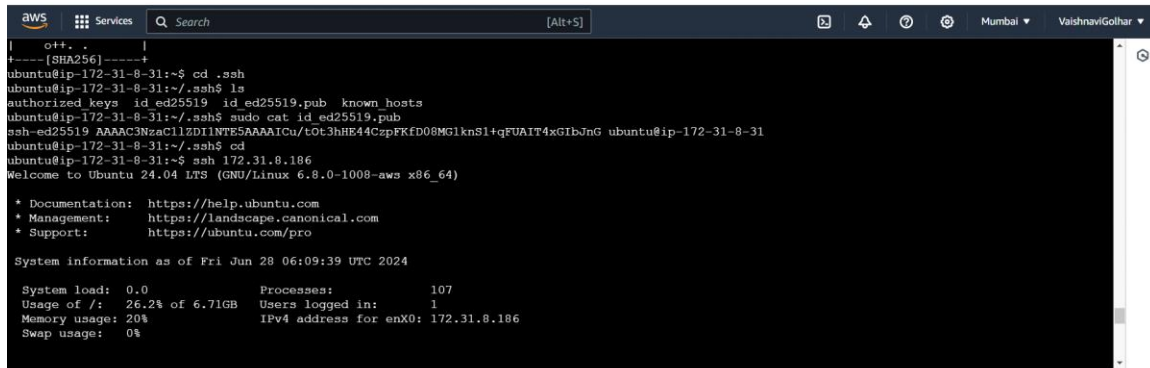 aws Services Search [Alt+S] Mumbai VaishnaviGolhar
| o++. . |
+----[SHA256]-----+
ubuntu@ip-172-31-8-31:~$ cd .ssh
ubuntu@ip-172-31-8-31:~/.ssh$ ls
authorized_keys id_ed25519 id_ed25519.pub known_hosts
ubuntu@ip-172-31-8-31:~/.ssh$ sudo cat id_ed25519.pub
ssh-ed25519 AAAAC3NzaC1lZDI1NTE5AAAAICu/tOt3hHE44CzpFKfD08MG1knS1+qFUAIT4xGIbJnG ubuntu@ip-172-31-8-31
ubuntu@ip-172-31-8-31:~/.ssh$ cd
ubuntu@ip-172-31-8-31:~$ ssh 172.31.8.186
Welcome to Ubuntu 24.04 LTS (GNU/Linux 6.8.0-1008-aws x86_64)
* Documentation: https://help.ubuntu.com
* Management: https://landscape.canonical.com
* Support: https://ubuntu.com/pro
System information as of Fri Jun 28 06:09:39 UTC 2024
System load: 0.0 Processes: 107
Usage of /: 26.2% of 6.71GB Users logged in: 1
Memory usage: 20% IPv4 address for enX0: 172.31.8.186
Swap usage: 0%